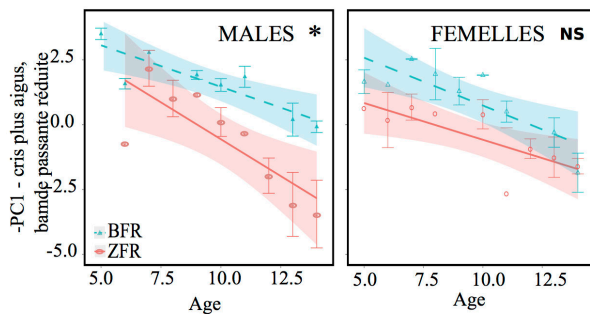 MALES *
FEMELLES NS
-PC1 - cris plus aigus,
bande passante réduite
2.5
0.0
-2.5
-5.0
BFR
ZFR
5.0 7.5 10.0 12.5
5.0 7.5 10.0 12.5
Age
Age